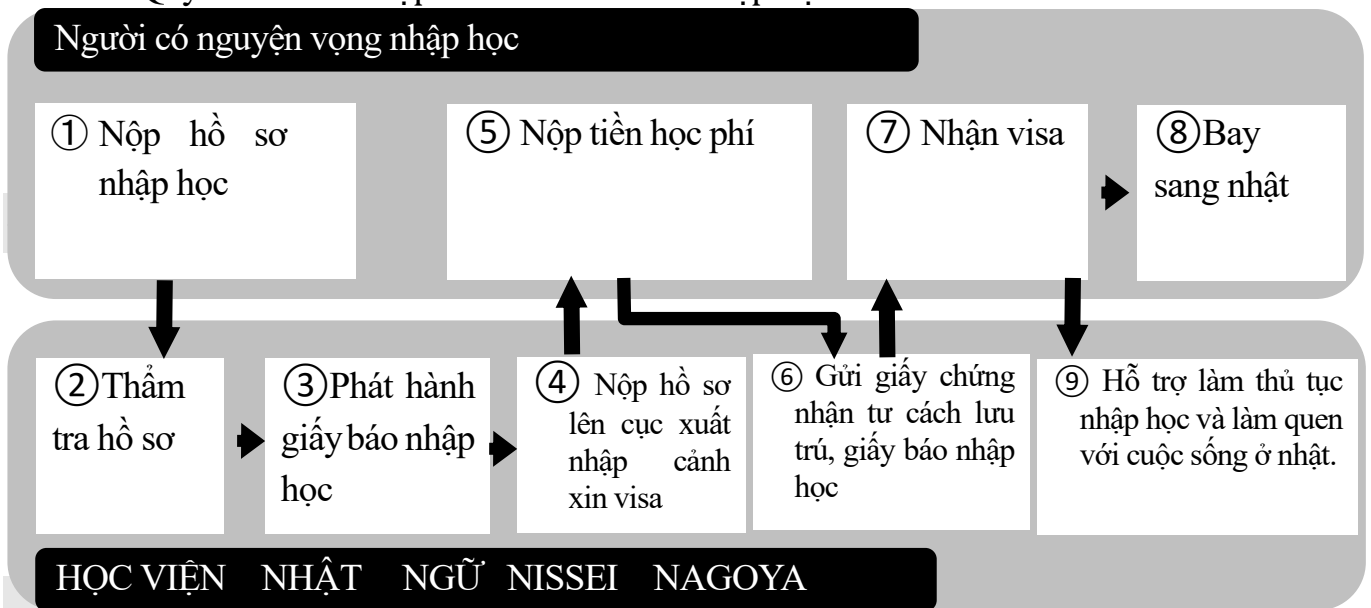 Người có nguyện vọng nhập học
① Nộp hồ sơ
nhập học
⑤ Nộp tiền học phí
⑦ Nhận visa
⑧Bay
sang nhật
②Thẩm
tra hồ sơ
③Phát hành
giấy báo nhập
học
④ Nộp hồ sơ
lên cục xuất
nhập cảnh
xin visa
⑥ Gửi giấy chứng
nhận tư cách lưu
trú, giấy báo nhập
học
⑨ Hỗ trợ làm thủ tục
nhập học và làm quen
với cuộc sống ở nhật.
HỌC VIỆN NHẬT NGỮ NISSEI NAGOYA